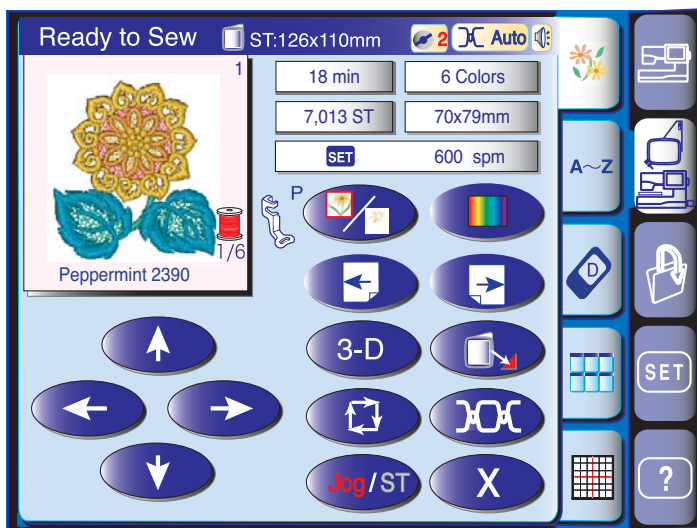 Ready to Sew ST:126x110mm 2 Auto
1
18 min 6 Colors
7,013 ST 70x79mm
SET 600 spm
A~Z
P
1/6
Peppermint 2390
D
3-D
SET
Jog/ST X
?